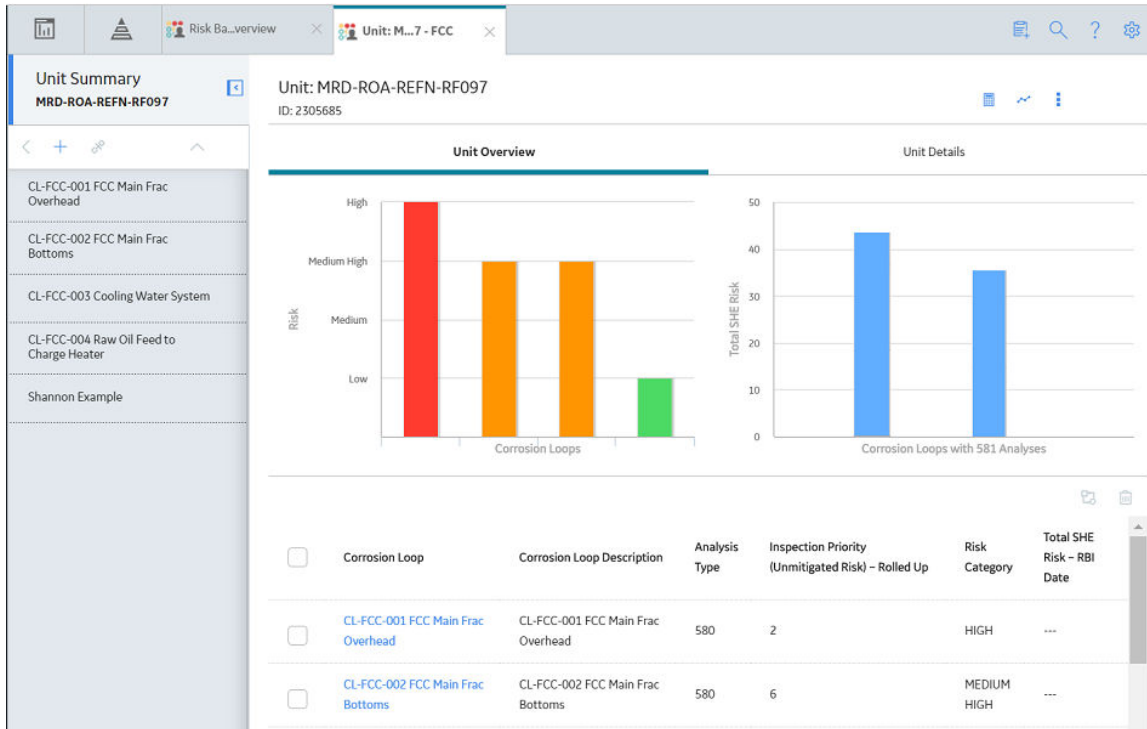 Risk Ba...verview
Unit: M...7 - FCC
Unit Summary
MRD-ROA-REFN-RF097
CL-FCC-001 FCC Main Frac
Overhead
CL-FCC-002 FCC Main Frac
Bottoms
CL-FCC-003 Cooling Water System
CL-FCC-004 Raw Oil Feed to
Charge Heater
Shannon Example
Unit: MRD-ROA-REFN-RF097
ID: 2305685
Unit Overview
Unit Details
High
Medium High
Medium
Low
Risk
Corrosion Loops
50
40
30
20
10
0
Total SHE Risk
Corrosion Loops with 581 Analyses
Corrosion Loop
Corrosion Loop Description
Analysis
Type
Inspection Priority
(Unmitigated Risk) – Rolled Up
Risk
Category
Total SHE
Risk – RBI
Date
CL-FCC-001 FCC Main Frac
Overhead
CL-FCC-001 FCC Main Frac
Overhead
580
2
HIGH
---
CL-FCC-002 FCC Main Frac
Bottoms
CL-FCC-002 FCC Main Frac
Bottoms
580
6
MEDIUM
HIGH
---